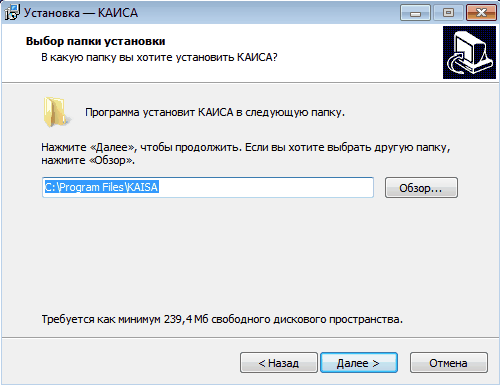 Установка — КАИСА
Выбор папки установки
В какую папку вы хотите установить КАИСА?
Программа установит КАИСА в следующую папку.
Нажмите «Далее», чтобы продолжить. Если вы хотите выбрать другую папку,
нажмите «Обзор».
C:\Program Files\KAISA
Обзор...
Требуется как минимум 239,4 Мб свободного дискового пространства.
< Назад
Далее >
Отмена